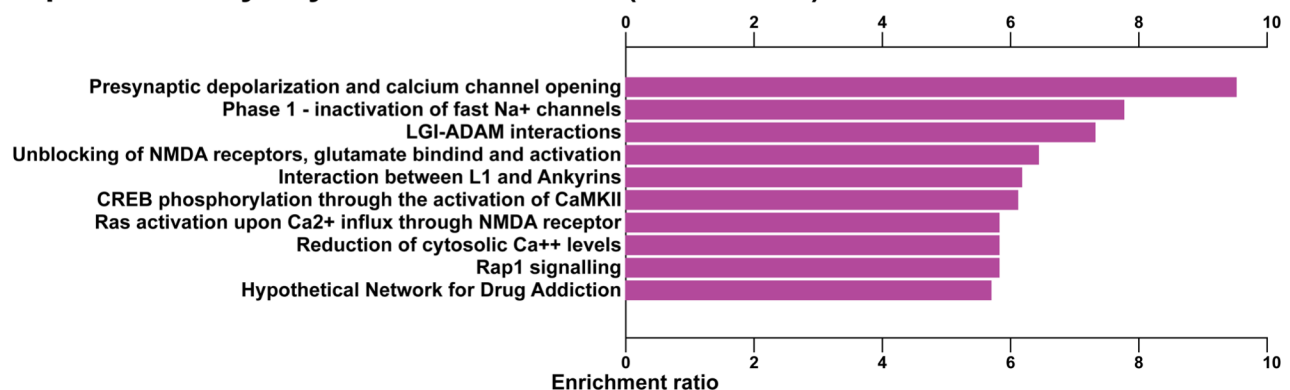 0 2 4 6 8 10
Presynaptic depolarization and calcium channel opening
Phase 1 - inactivation of fast Na+ channels
LGI-ADAM interactions
Unblocking of NMDA receptors, glutamate bindind and activation
Interaction between L1 and Ankyrins
CREB phosphorylation through the activation of CaMKII
Ras activation upon Ca2+ influx through NMDA receptor
Reduction of cytosolic Ca++ levels
Rap1 signalling
Hypothetical Network for Drug Addiction
0 2 4 6 8 10
Enrichment ratio